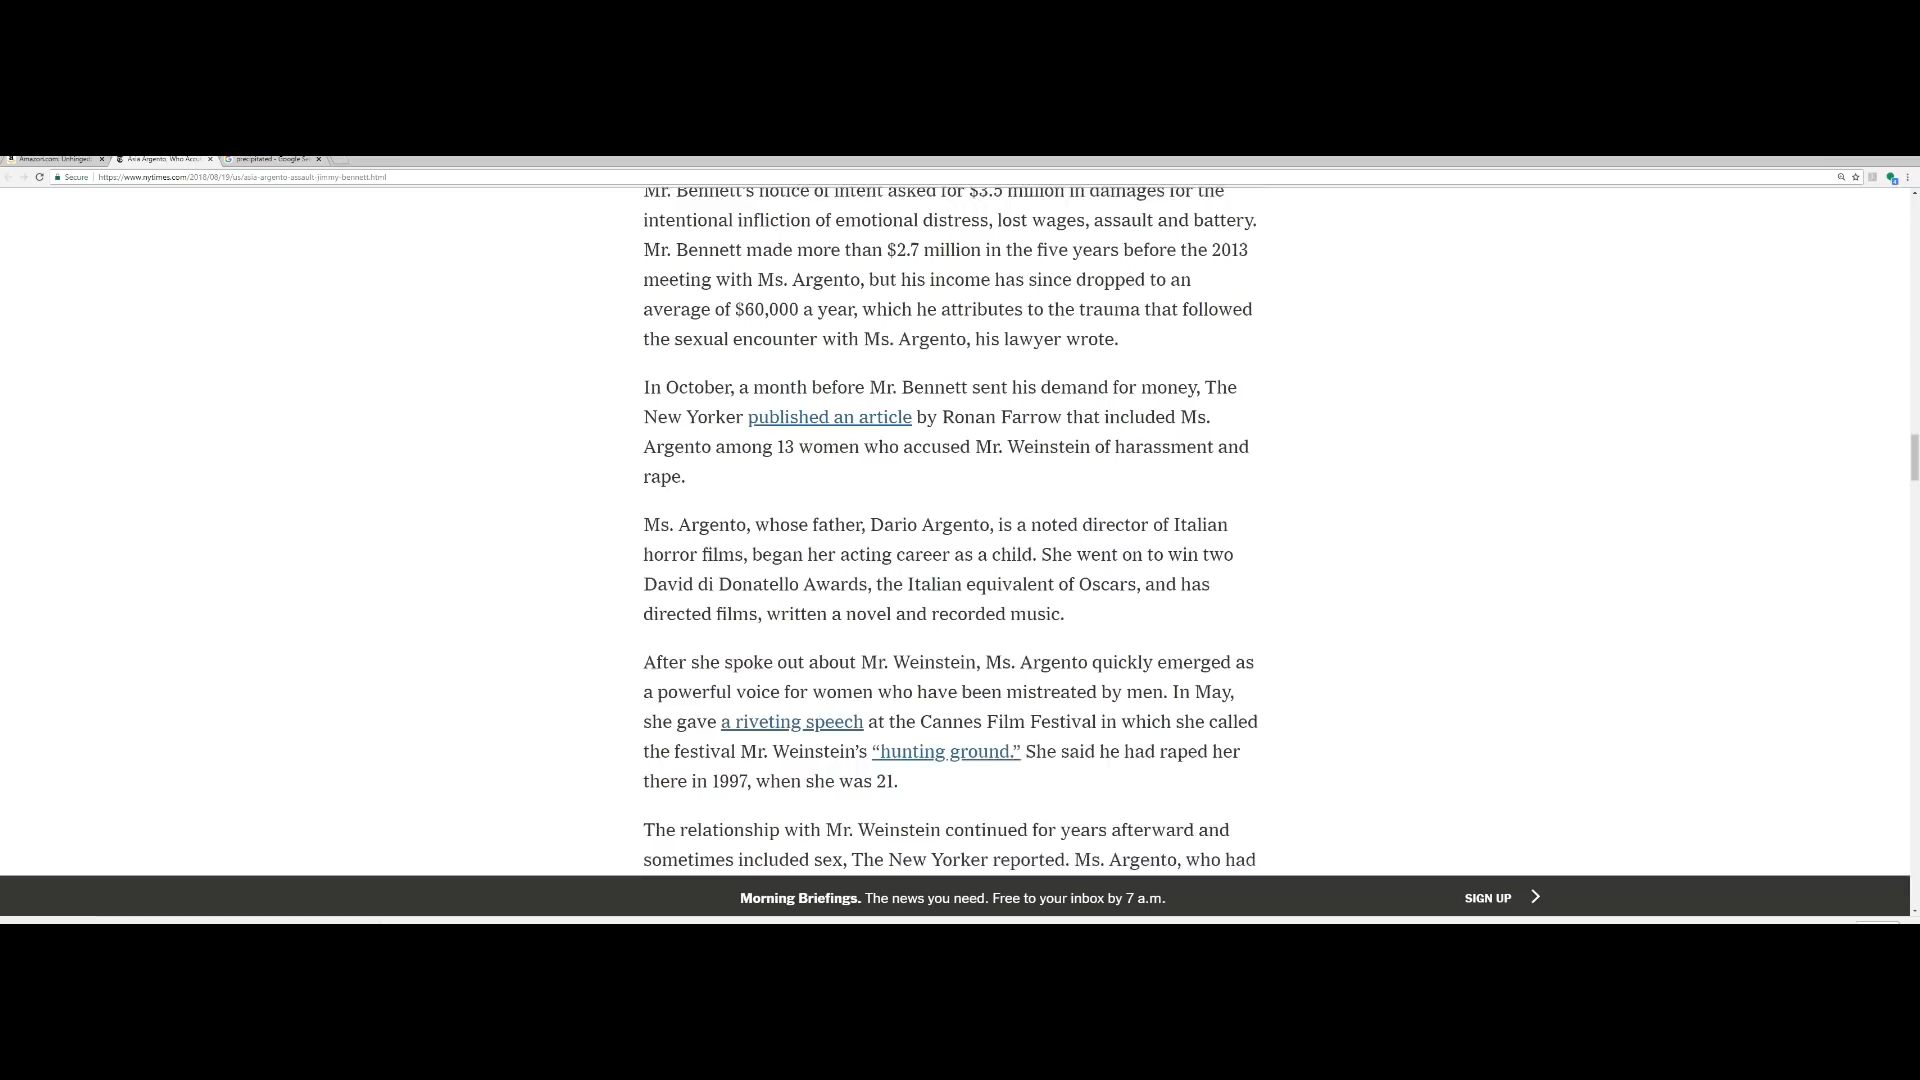 Amazon.com: Unhinged:
Asia Argento, Who Accu
precipitated - Google Se
Secure
https://www.nytimes.com/2018/08/19/us/asia-argento-assault-jimmy-bennett.html
Mr. Bennett’s notice of intent asked for $3.5 million in damages for the
intentional infliction of emotional distress, lost wages, assault and battery.
Mr. Bennett made more than $2.7 million in the five years before the 2013
meeting with Ms. Argento, but his income has since dropped to an
average of $60,000 a year, which he attributes to the trauma that followed
the sexual encounter with Ms. Argento, his lawyer wrote.
In October, a month before Mr. Bennett sent his demand for money, The
New Yorker published an article by Ronan Farrow that included Ms.
Argento among 13 women who accused Mr. Weinstein of harassment and
rape.
Ms. Argento, whose father, Dario Argento, is a noted director of Italian
horror films, began her acting career as a child. She went on to win two
David di Donatello Awards, the Italian equivalent of Oscars, and has
directed films, written a novel and recorded music.
After she spoke out about Mr. Weinstein, Ms. Argento quickly emerged as
a powerful voice for women who have been mistreated by men. In May,
she gave a riveting speech at the Cannes Film Festival in which she called
the festival Mr. Weinstein’s “hunting ground.” She said he had raped her
there in 1997, when she was 21.
The relationship with Mr. Weinstein continued for years afterward and
sometimes included sex, The New Yorker reported. Ms. Argento, who had
Morning Briefings. The news you need. Free to your inbox by 7 a.m.
SIGN UP